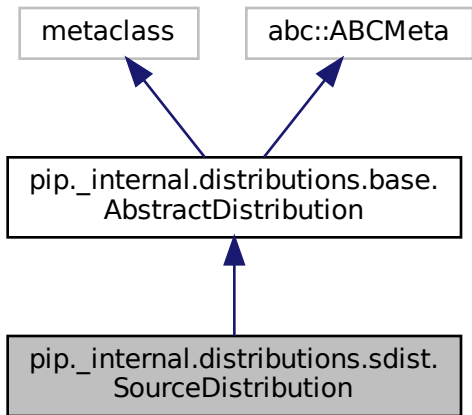 metaclass
abc::ABCMeta
pip._internal.distributions.base.
AbstractDistribution
pip._internal.distributions.sdist.
SourceDistribution